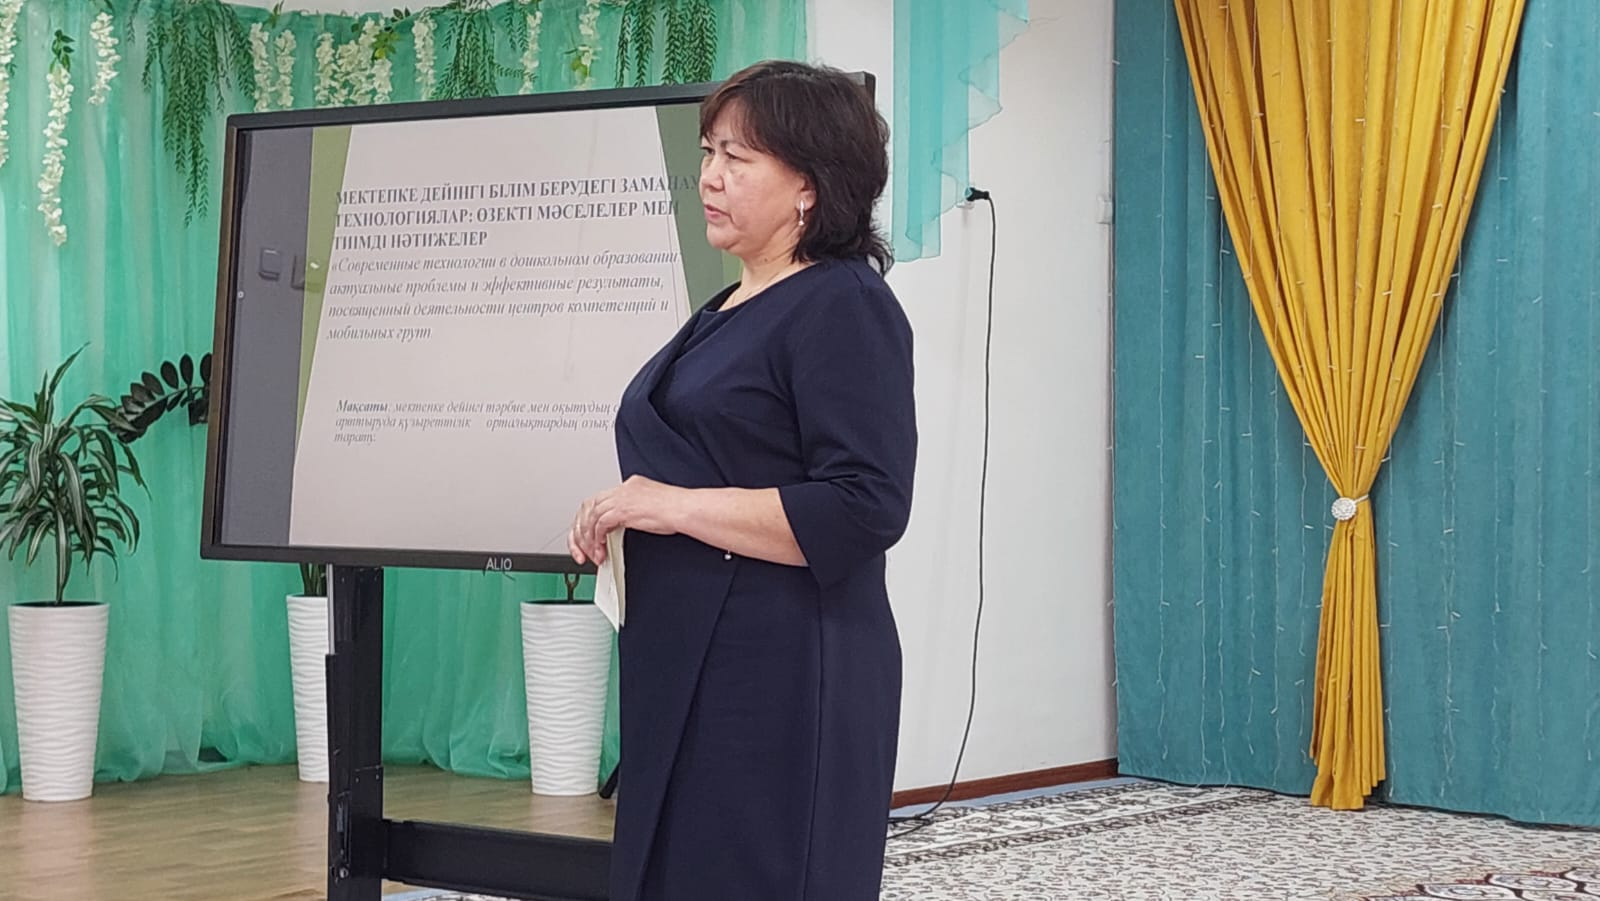 МЕКТЕПКЕ ДЕЙІНГІ БІЛІМ БЕРУДЕГІ ЗАМАНАУ
ТЕХНОЛОГИЯЛАР: ӨЗЕКТІ МӘСЕЛЕЛЕР МЕН
ТИІМДІ НӘТИЖЕЛЕР
«Современные технологии в дошкольном образовании:
актуальные проблемы и эффективные результаты,
посвященный деятельности центров компетенций и
мобильных групп
Мақсаты: мектепке дейінгі тәрбие мен оқытудың
арттыруда құзыреттілік орталықтардың озық
тарату.
ALIO